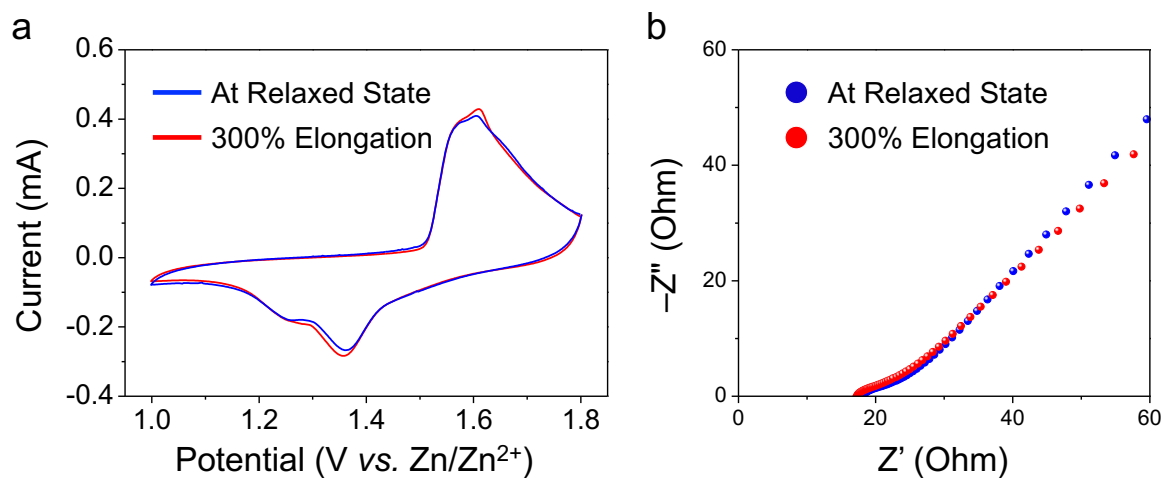 a
0.6
0.4
0.2
0.0
-0.2
-0.4
Current (mA)
At Relaxed State
300% Elongation
1.0
1.2
1.4
1.6
1.8
Potential (V vs. Zn/Zn²⁺)
b
60
40
20
0
–Z" (Ohm)
At Relaxed State
300% Elongation
0
20
40
60
Z' (Ohm)